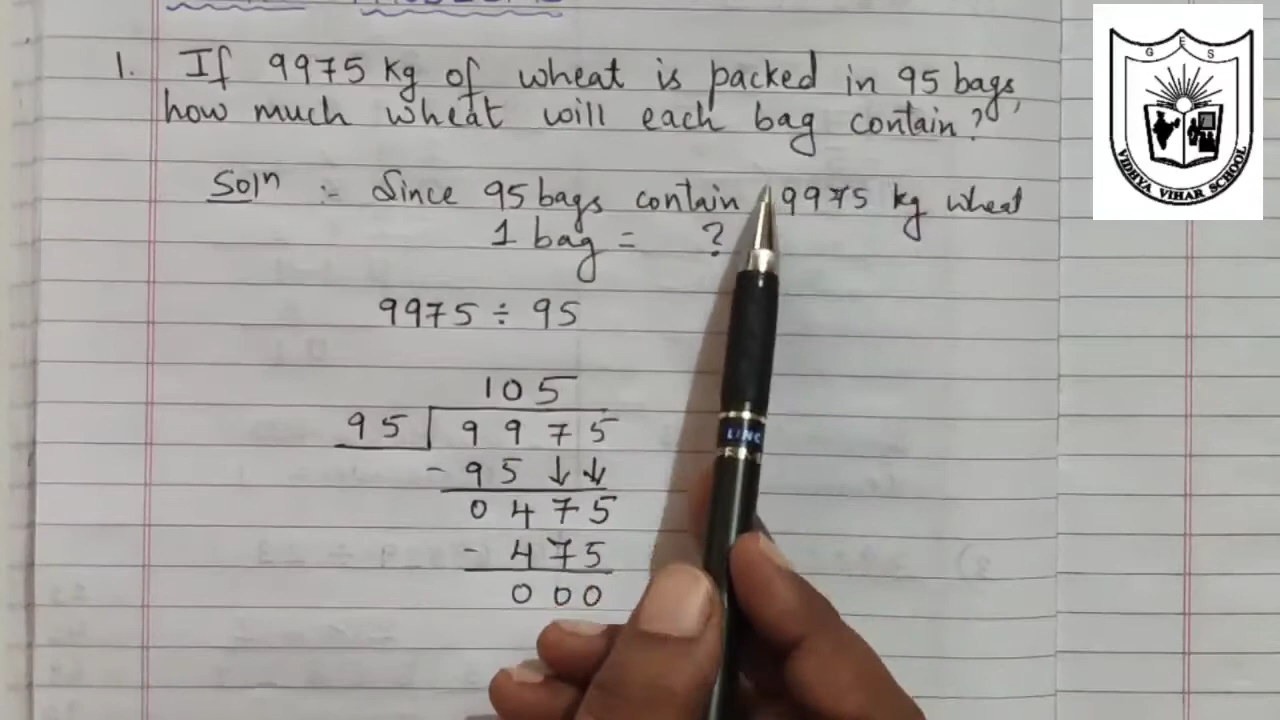 1. If 9975 kg of wheat is packed in 95 bags,
how much wheat will each bag contain?
Soln :- Since 95 bags contain 9975 kg wheat
1 bag = ?
9975 ÷ 95
105
95 9975
- 95 ↓ ↓
0475
- 475
000
LINC
G E S
VIDHYA VIHAR SCHOOL